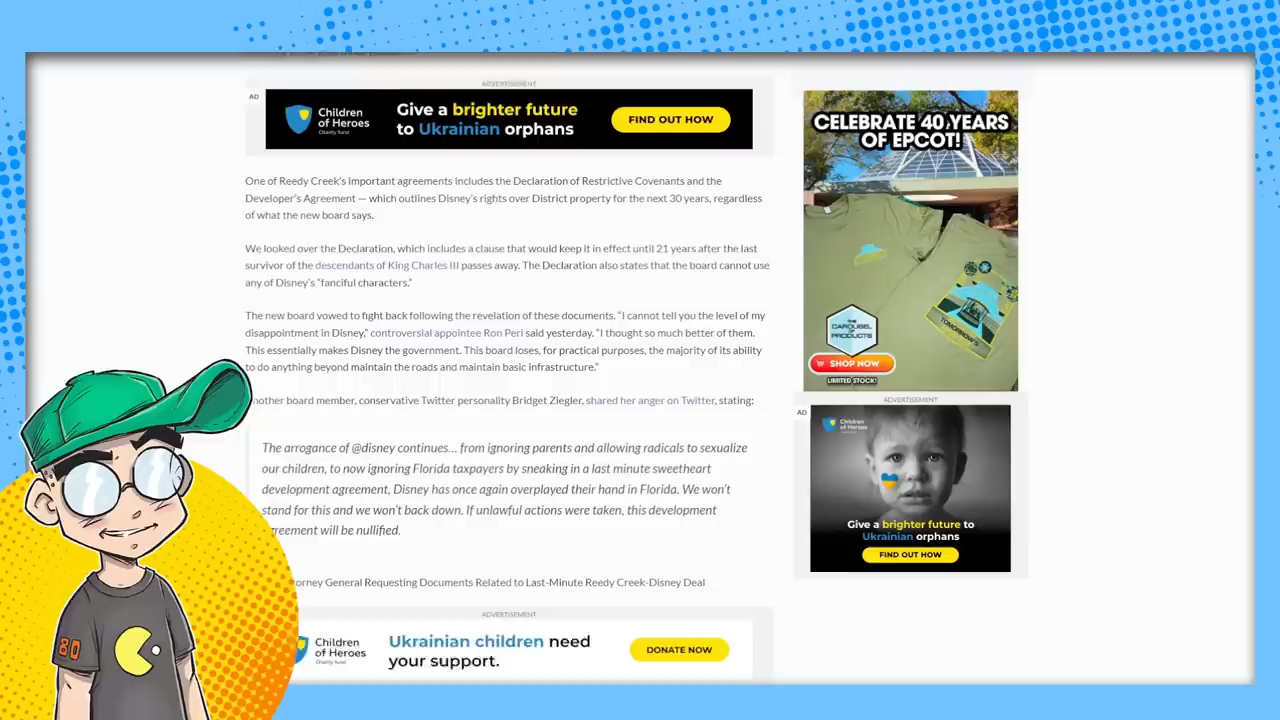 ADVERTISEMENT
AD
Children
of Heroes
Charity fund
Give a brighter future
to Ukrainian orphans
FIND OUT HOW
One of Reedy Creek's important agreements includes the Declaration of Restrictive Covenants and the
Developer's Agreement — which outlines Disney's rights over District property for the next 30 years, regardless
of what the new board says.
We looked over the Declaration, which includes a clause that would keep it in effect until 21 years after the last
survivor of the descendants of King Charles III passes away. The Declaration also states that the board cannot use
any of Disney's "fanciful characters."
The new board vowed to fight back following the revelation of these documents. "I cannot tell you the level of my
disappointment in Disney," controversial appointee Ron Peri said yesterday. "I thought so much better of them.
This essentially makes Disney the government. This board loses, for practical purposes, the majority of its ability
to do anything beyond maintain the roads and maintain basic infrastructure."
nother board member, conservative Twitter personality Bridget Ziegler, shared her anger on Twitter, stating:
The arrogance of @disney continues… from ignoring parents and allowing radicals to sexualize
our children, to now ignoring Florida taxpayers by sneaking in a last minute sweetheart
development agreement, Disney has once again overplayed their hand in Florida. We won't
stand for this and we won't back down. If unlawful actions were taken, this development
greement will be nullified.
orney General Requesting Documents Related to Last-Minute Reedy Creek-Disney Deal
ADVERTISEMENT
Children
of Heroes
Charity fund
Ukrainian children need
your support.
DONATE NOW
CELEBRATE 40 YEARS
OF EPCOT!
TOMORROW'S
THE
CAROUSEL
OF
PRODUCTS
SHOP NOW
LIMITED STOCK!
ADVERTISEMENT
AD
Children
of Heroes
Give a brighter future to
Ukrainian orphans
FIND OUT HOW
80